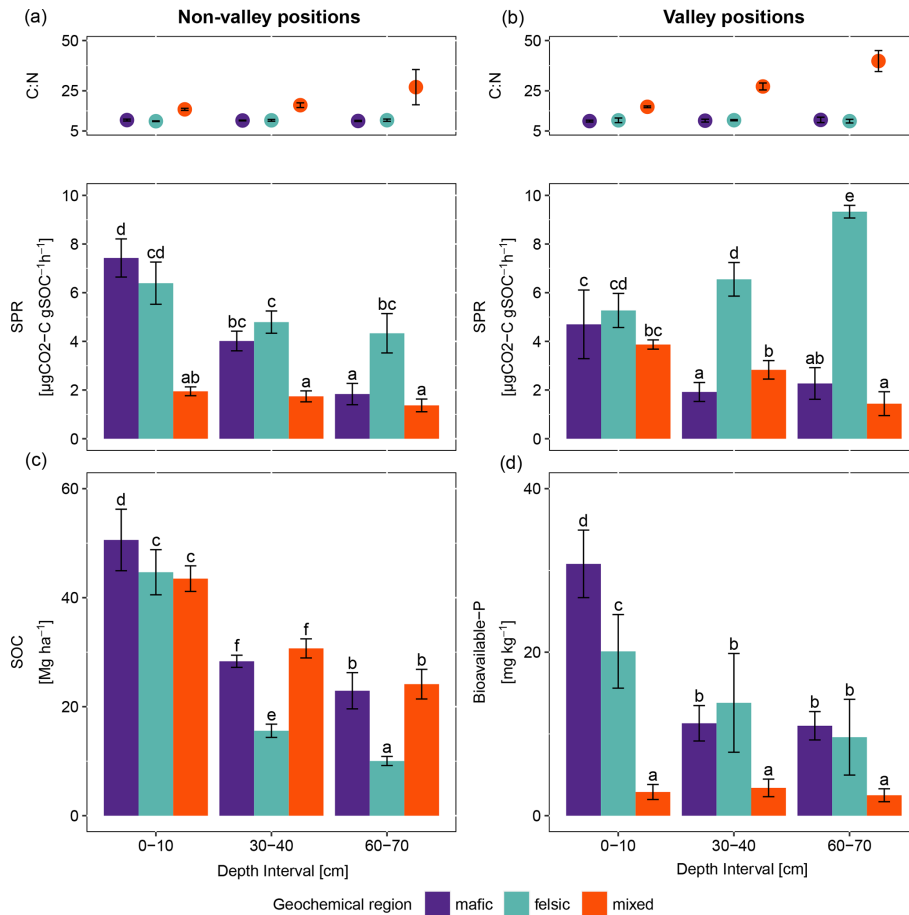 (a) Non-valley positions
50
25
5
C:N
(b) Valley positions
50
25
5
C:N
10
8
6
4
2
0
SPR
[µgCO2−C gSOC⁻¹h⁻¹]
d cd ab bc c a a bc a
10
8
6
4
2
0
SPR
[µgCO2−C gSOC⁻¹h⁻¹]
c cd bc a d b ab e a
(c)
60
40
20
0
SOC
[Mg ha⁻¹]
d c c f e f b a b
0−10 30−40 60−70
Depth Interval [cm]
(d)
40
20
0
Bioavailable−P
[mg kg⁻¹]
d c a b b a b b a
0−10 30−40 60−70
Depth Interval [cm]
Geochemical region mafic felsic mixed